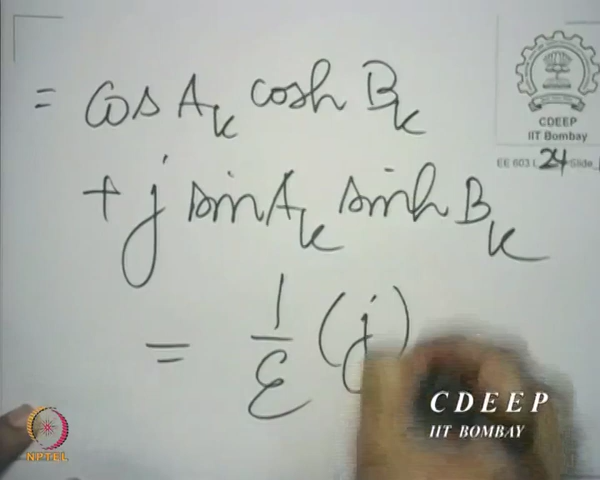 = cos A_k cosh B_k
+ j sin A_k sinh B_k
= 1/ε (j)
CDEEP
IIT Bombay
EE 603 L 24 Slide
NPTEL
CDEEP
IIT BOMBAY